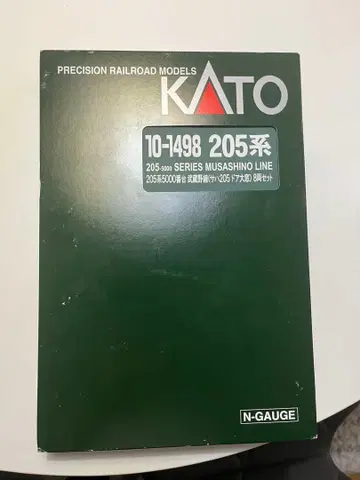 PRECISION RAILROAD MODELS
KATO
10-1498 205系
205-5000 SERIES MUSASHINO LINE
205系5000番台 武蔵野線(サハ205 ドア大窓) 8両セット
N-GAUGE